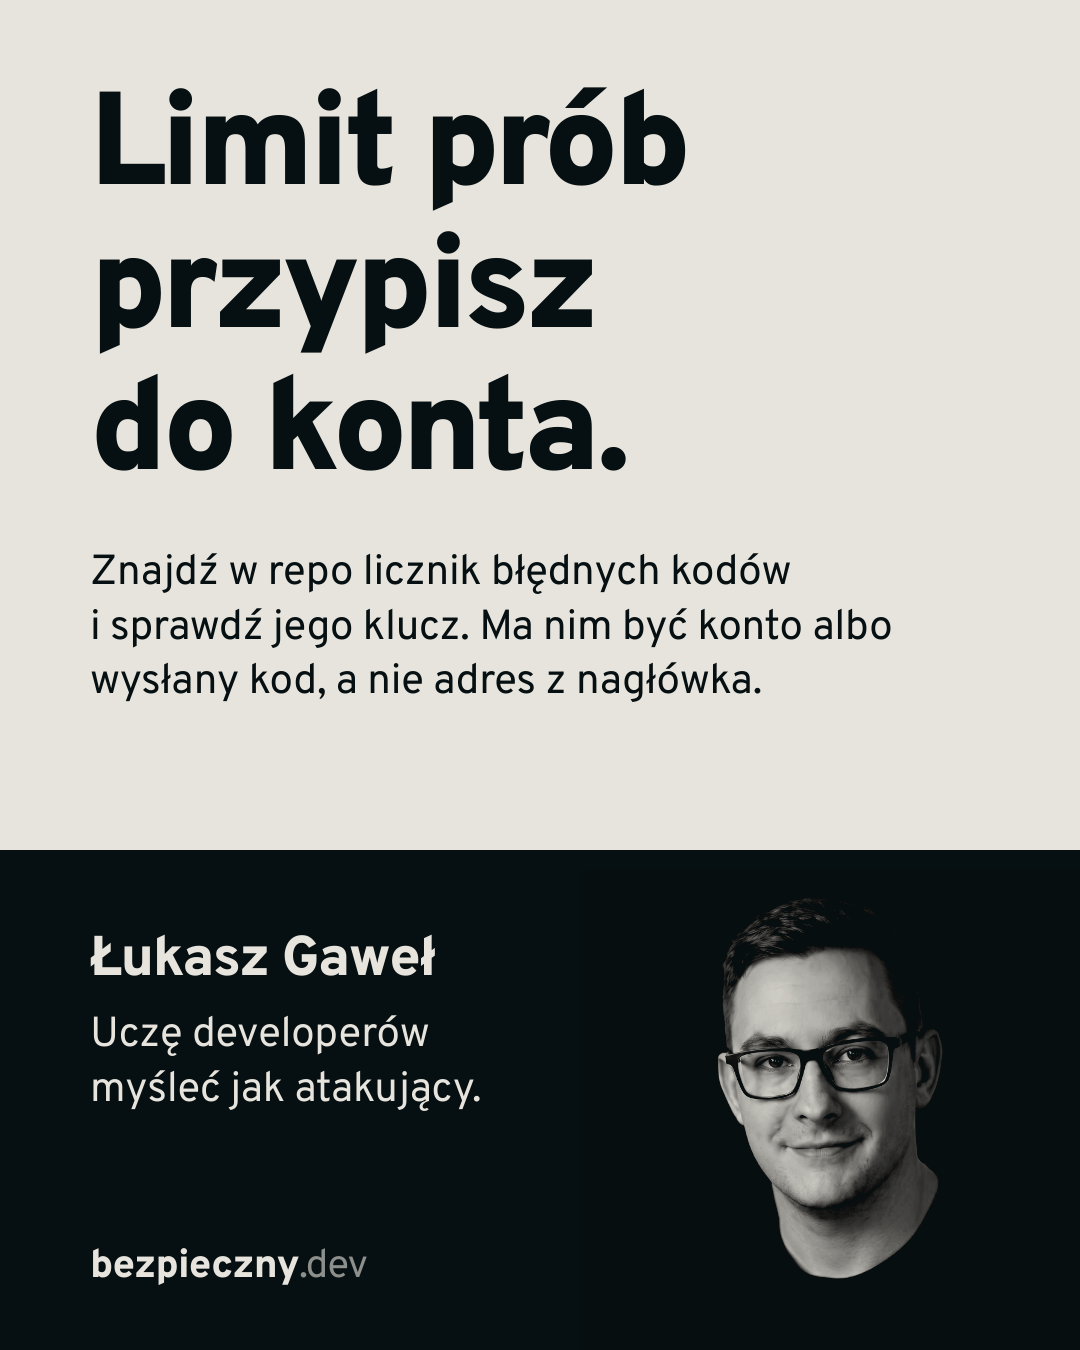 Limit prób
przypisz
do konta.
Znajdź w repo licznik błędnych kodów
i sprawdź jego klucz. Ma nim być konto albo
wysłany kod, a nie adres z nagłówka.
Łukasz Gaweł
Uczę developerów
myśleć jak atakujący.
bezpieczny.dev